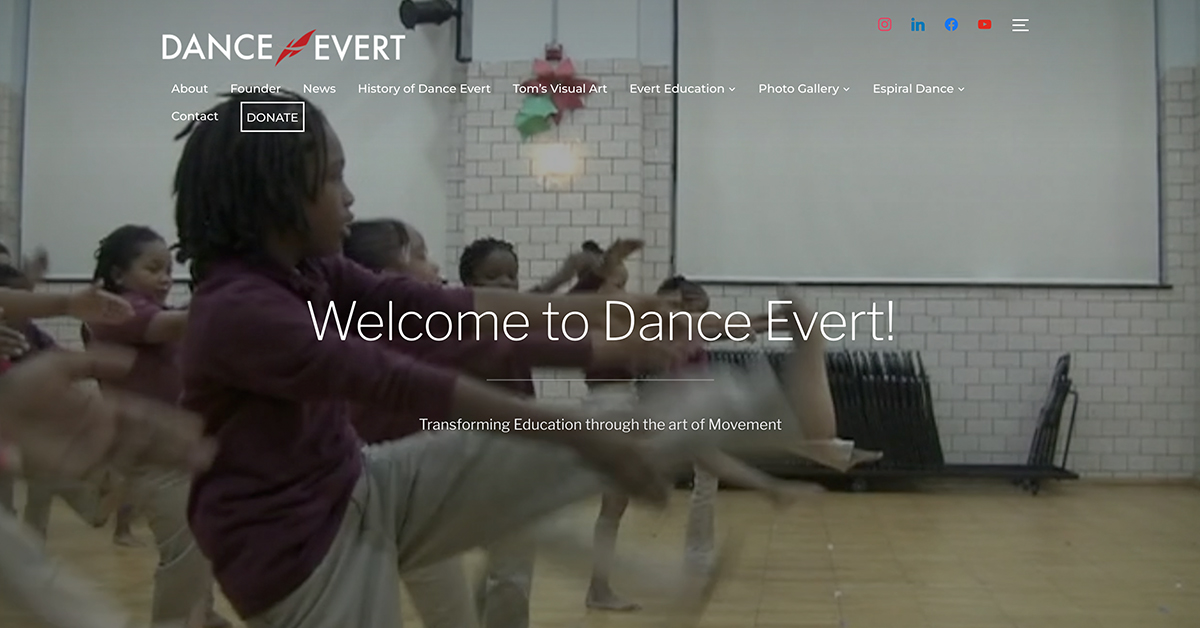 DANCE EVERT
About Founder News History of Dance Evert Tom's Visual Art Evert Education Photo Gallery Espiral Dance
Contact DONATE
Welcome to Dance Evert!
Transforming Education through the art of Movement